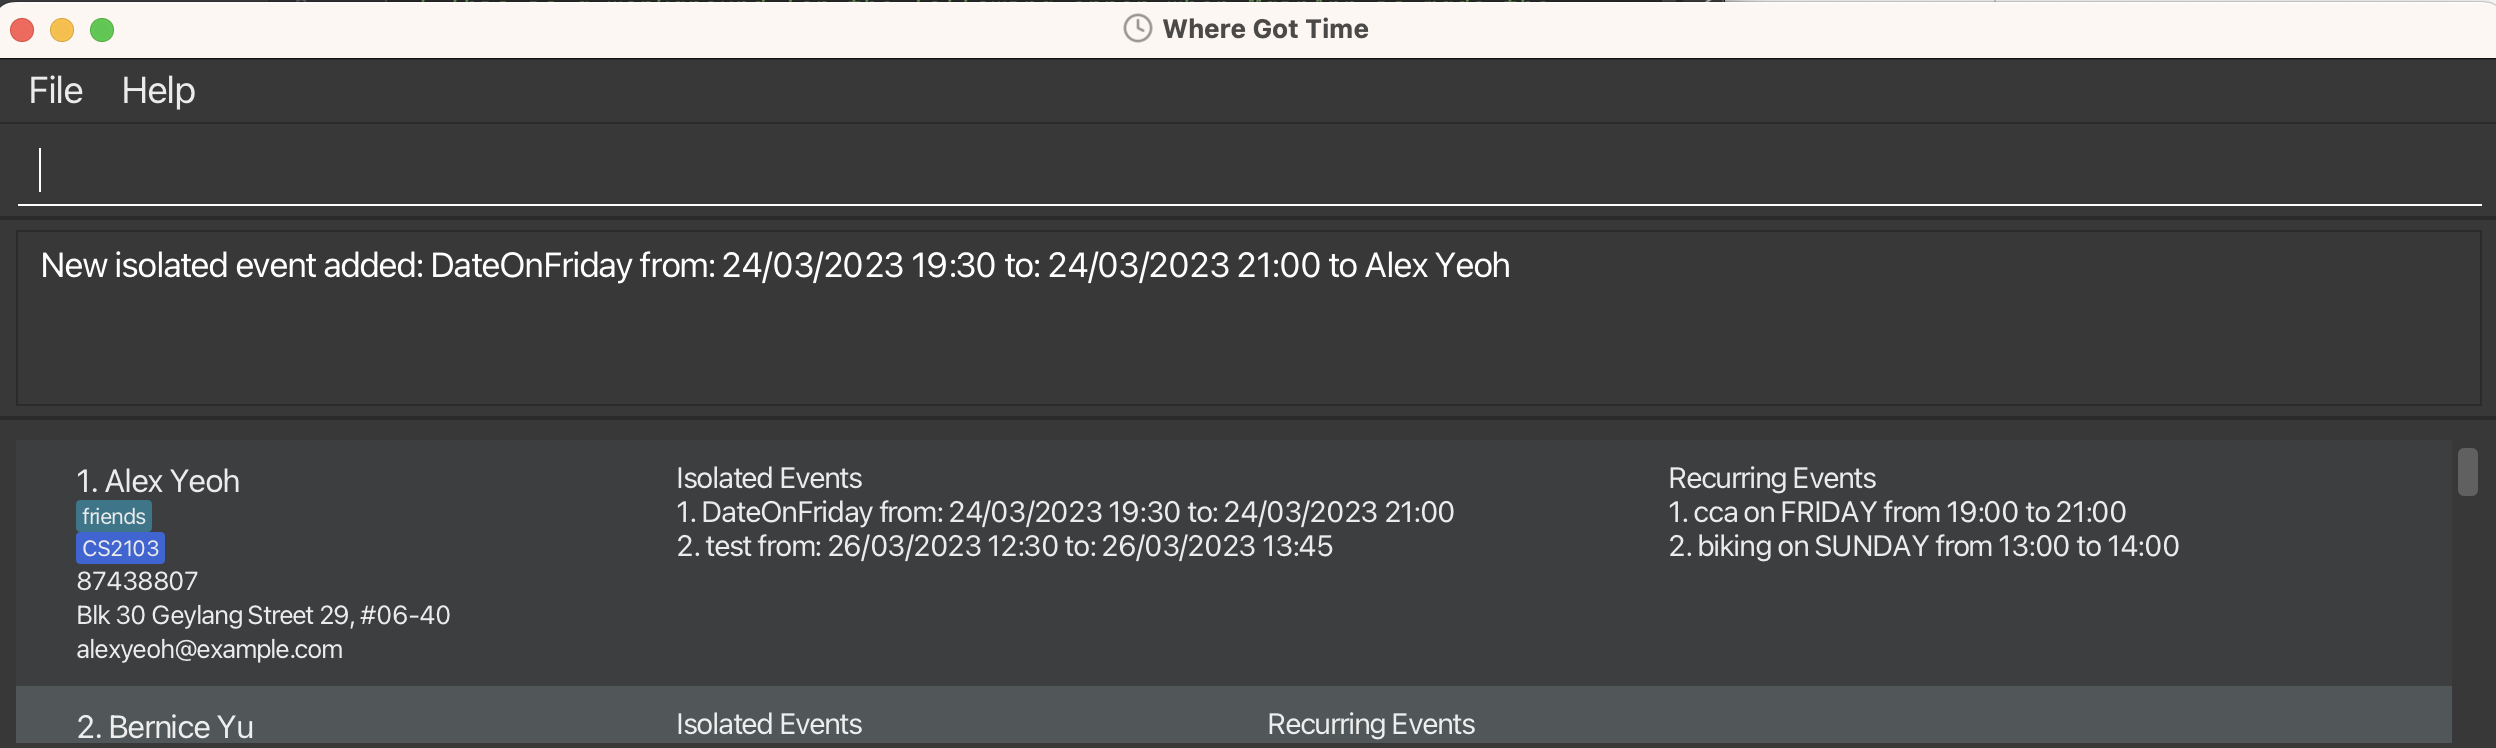 Where Got Time
File Help
New isolated event added: DateOnFriday from: 24/03/2023 19:30 to: 24/03/2023 21:00 to Alex Yeoh
1. Alex Yeoh
friends
CS2103
87438807
Blk 30 Geylang Street 29, #06-40
alexyeoh@example.com
Isolated Events
1. DateOnFriday from: 24/03/2023 19:30 to: 24/03/2023 21:00
2. test from: 26/03/2023 12:30 to: 26/03/2023 13:45
Recurring Events
1. cca on FRIDAY from 19:00 to 21:00
2. biking on SUNDAY from 13:00 to 14:00
2. Bernice Yu
Isolated Events
Recurring Events